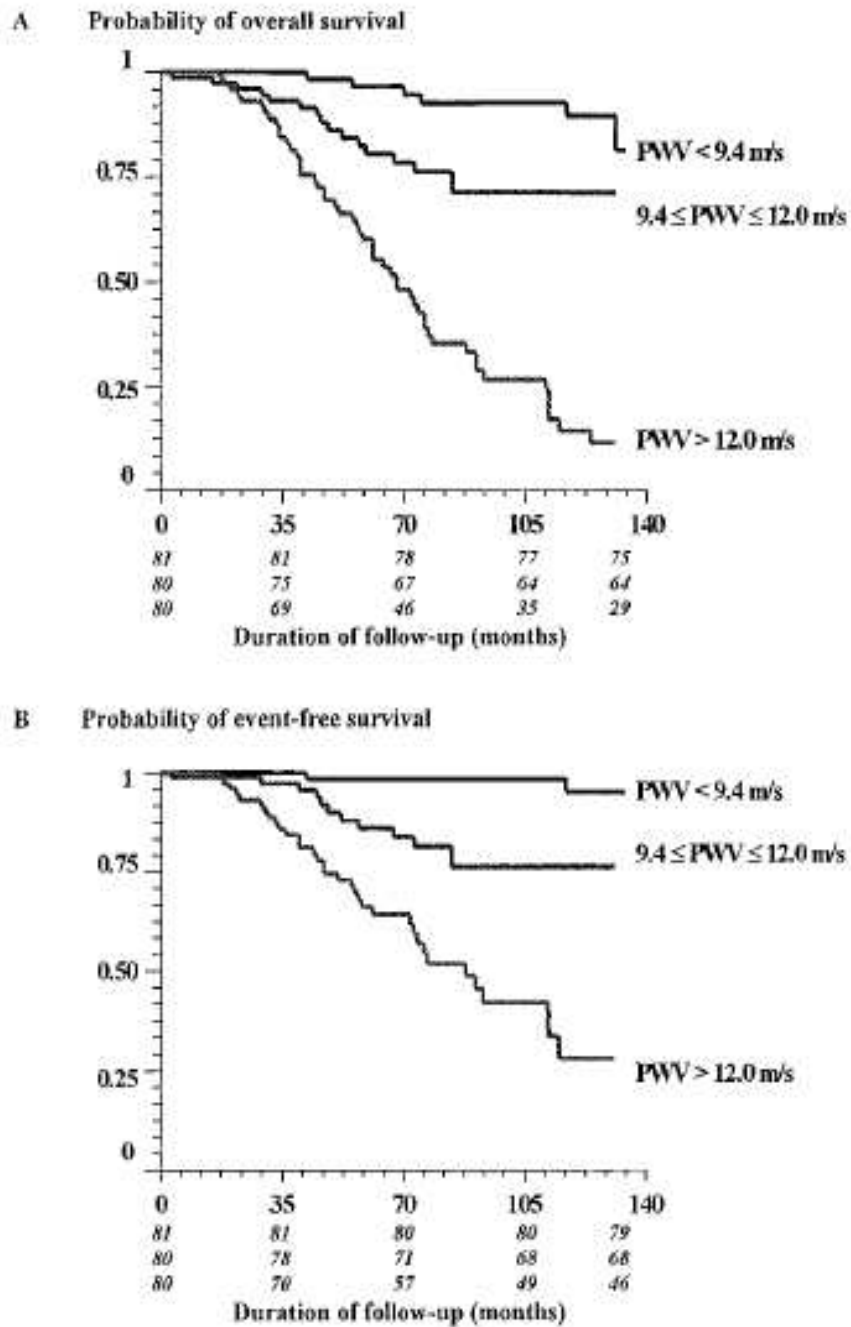 A Probability of overall survival
1
PWV < 9.4 m/s
0.75
9.4 ≤ PWV ≤ 12.0 m/s
0.50
0.25
PWV > 12.0 m/s
0
0 35 70 105 140
81 81 78 77 75
80 75 67 64 64
80 69 46 35 29
Duration of follow-up (months)
B Probability of event-free survival
1
PWV < 9.4 m/s
9.4 ≤ PWV ≤ 12.0 m/s
0.75
0.50
PWV > 12.0 m/s
0.25
0
0 35 70 105 140
81 81 80 80 79
80 78 71 68 68
80 70 57 49 46
Duration of follow-up (months)